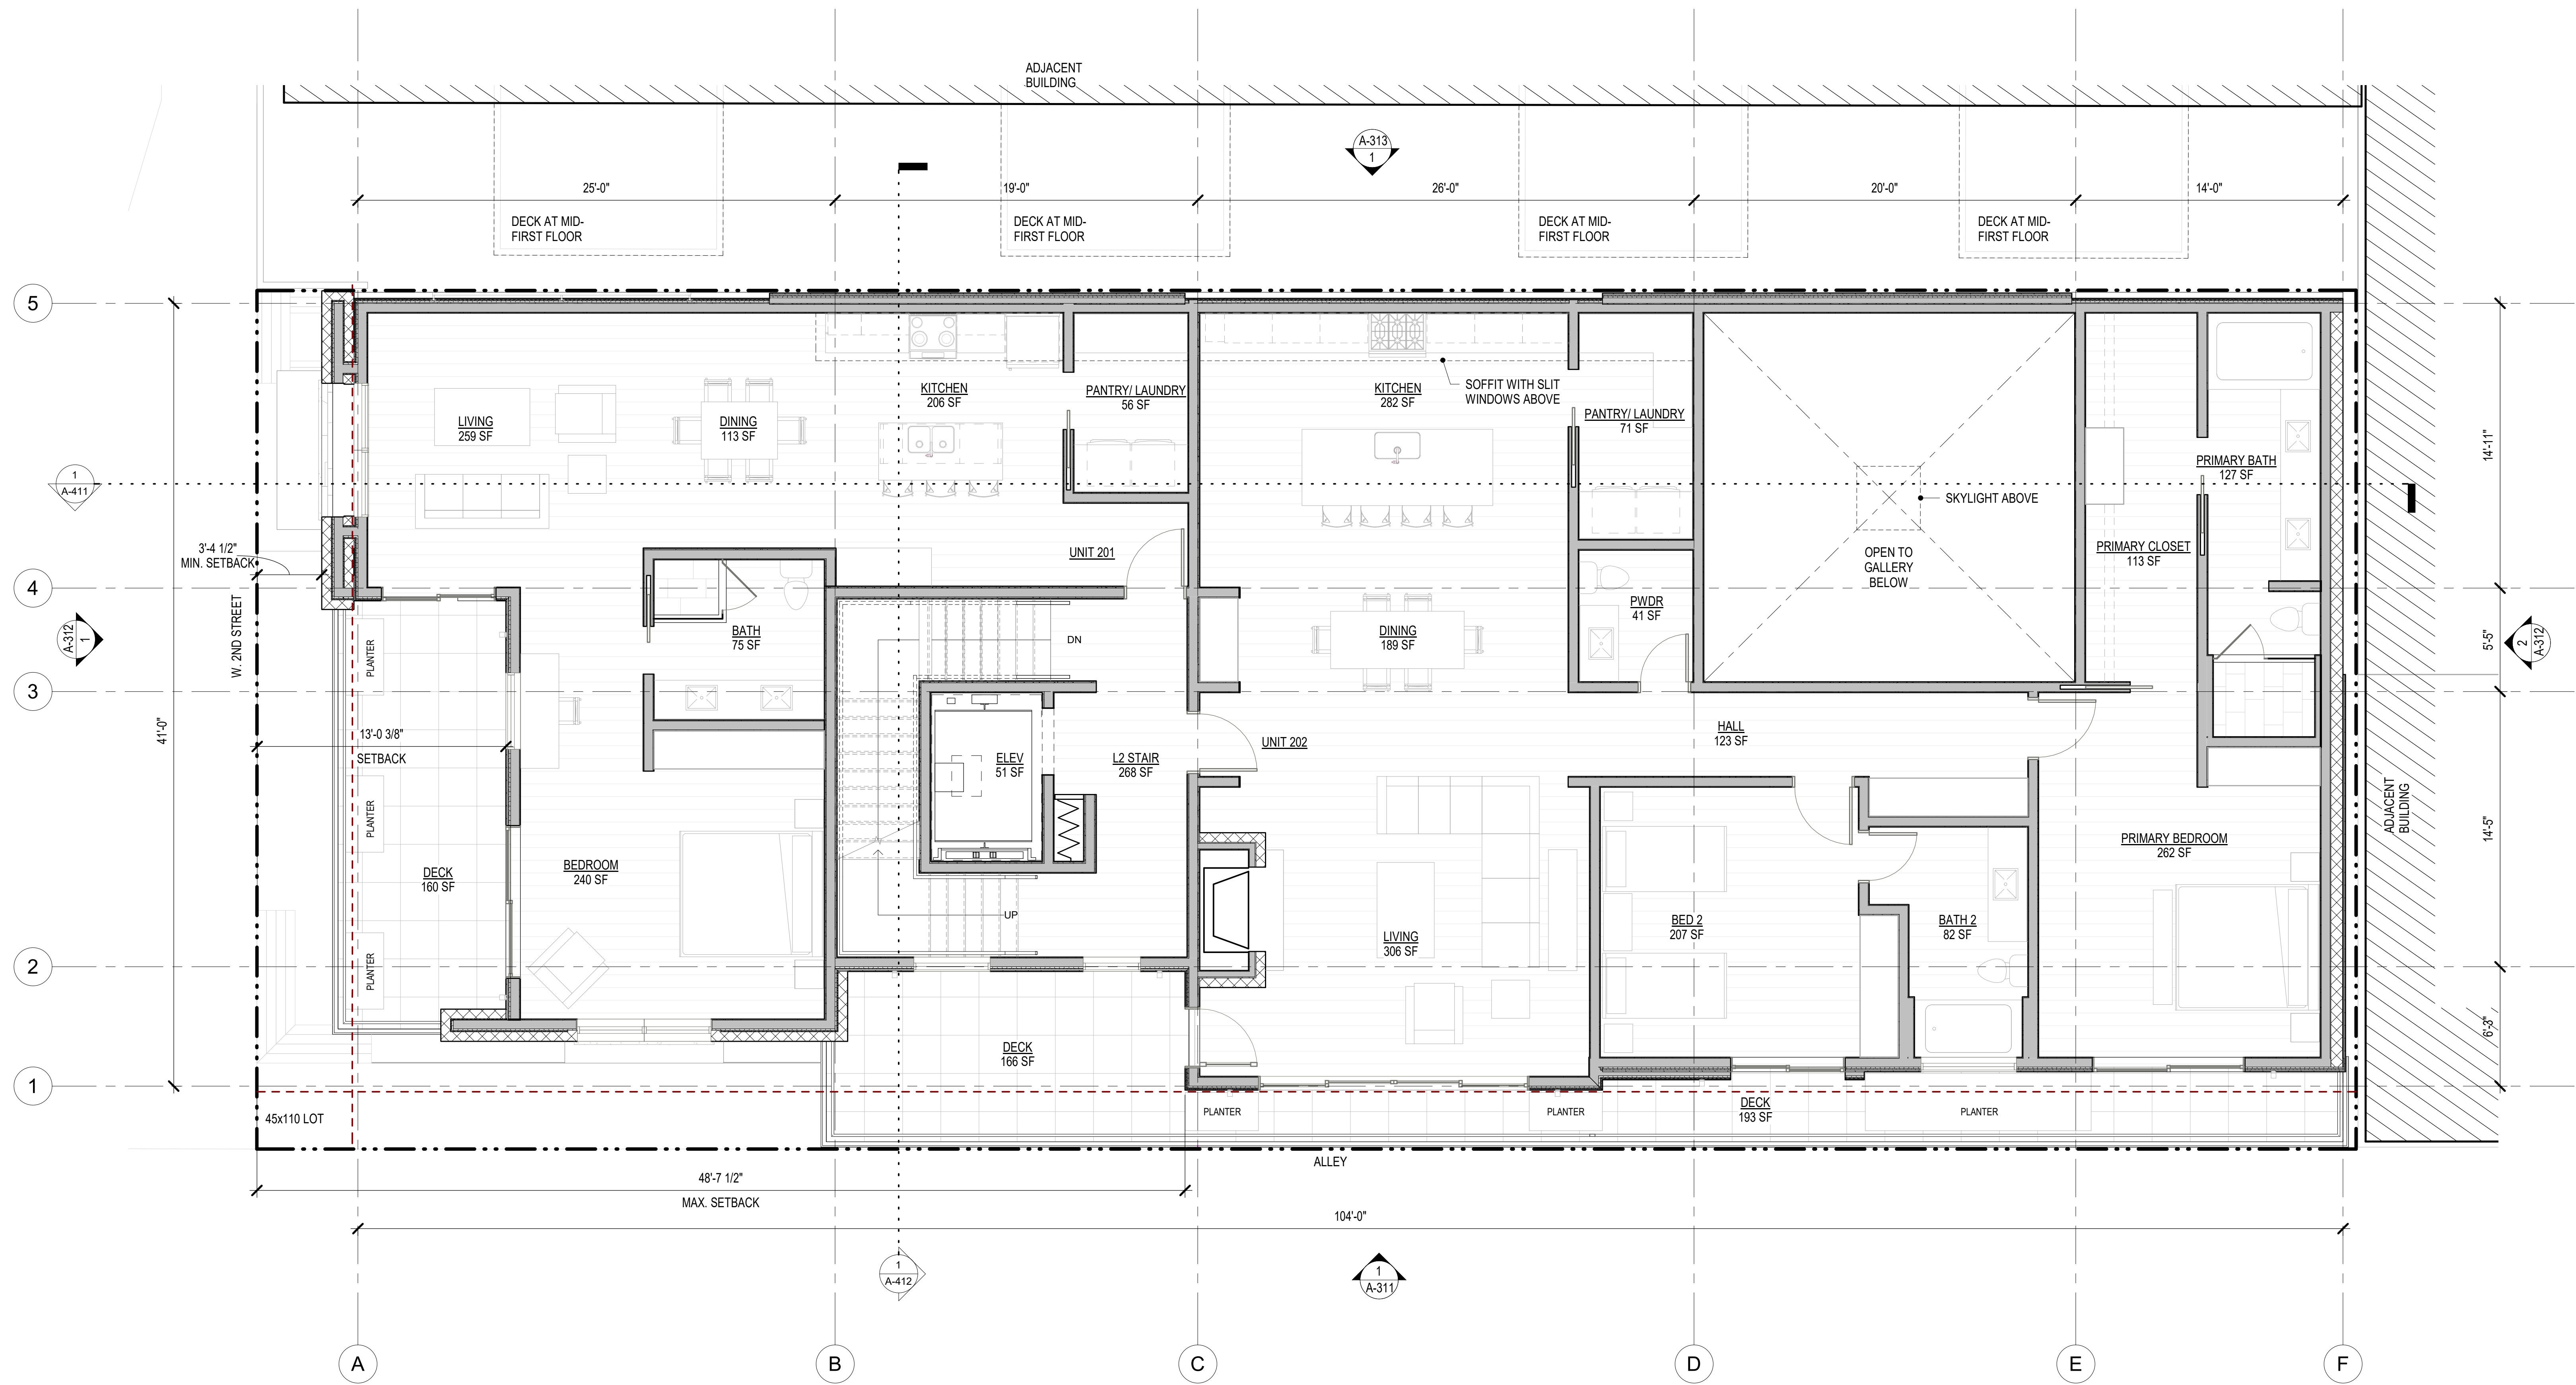 ADJACENT
BUILDING
A-313
1
25'-0"
19'-0"
26'-0"
20'-0"
14'-0"
DECK AT MID-
FIRST FLOOR
DECK AT MID-
FIRST FLOOR
DECK AT MID-
FIRST FLOOR
DECK AT MID-
FIRST FLOOR
5
4
3
2
1
KITCHEN
206 SF
PANTRY/ LAUNDRY
56 SF
LIVING
259 SF
DINING
113 SF
KITCHEN
282 SF
SOFFIT WITH SLIT
WINDOWS ABOVE
PANTRY/ LAUNDRY
71 SF
SKYLIGHT ABOVE
OPEN TO
GALLERY
BELOW
PRIMARY BATH
127 SF
PRIMARY CLOSET
113 SF
14'-11"
1
A-411
3'-4 1/2"
MIN. SETBACK
UNIT 201
W. 2ND STREET
A-312
1
PLANTER
BATH
75 SF
DN
DINING
189 SF
PWDR
41 SF
5'-5"
2
A-312
41'-0"
13'-0 3/8"
SETBACK
ELEV
51 SF
L2 STAIR
268 SF
UNIT 202
HALL
123 SF
PLANTER
DECK
160 SF
BEDROOM
240 SF
UP
LIVING
306 SF
BED 2
207 SF
BATH 2
82 SF
PRIMARY BEDROOM
262 SF
ADJACENT
BUILDING
14'-5"
PLANTER
6'-3"
DECK
166 SF
45x110 LOT
PLANTER
PLANTER
DECK
193 SF
PLANTER
ALLEY
48'-7 1/2"
MAX. SETBACK
104'-0"
1
A-412
1
A-311
A
B
C
D
E
F